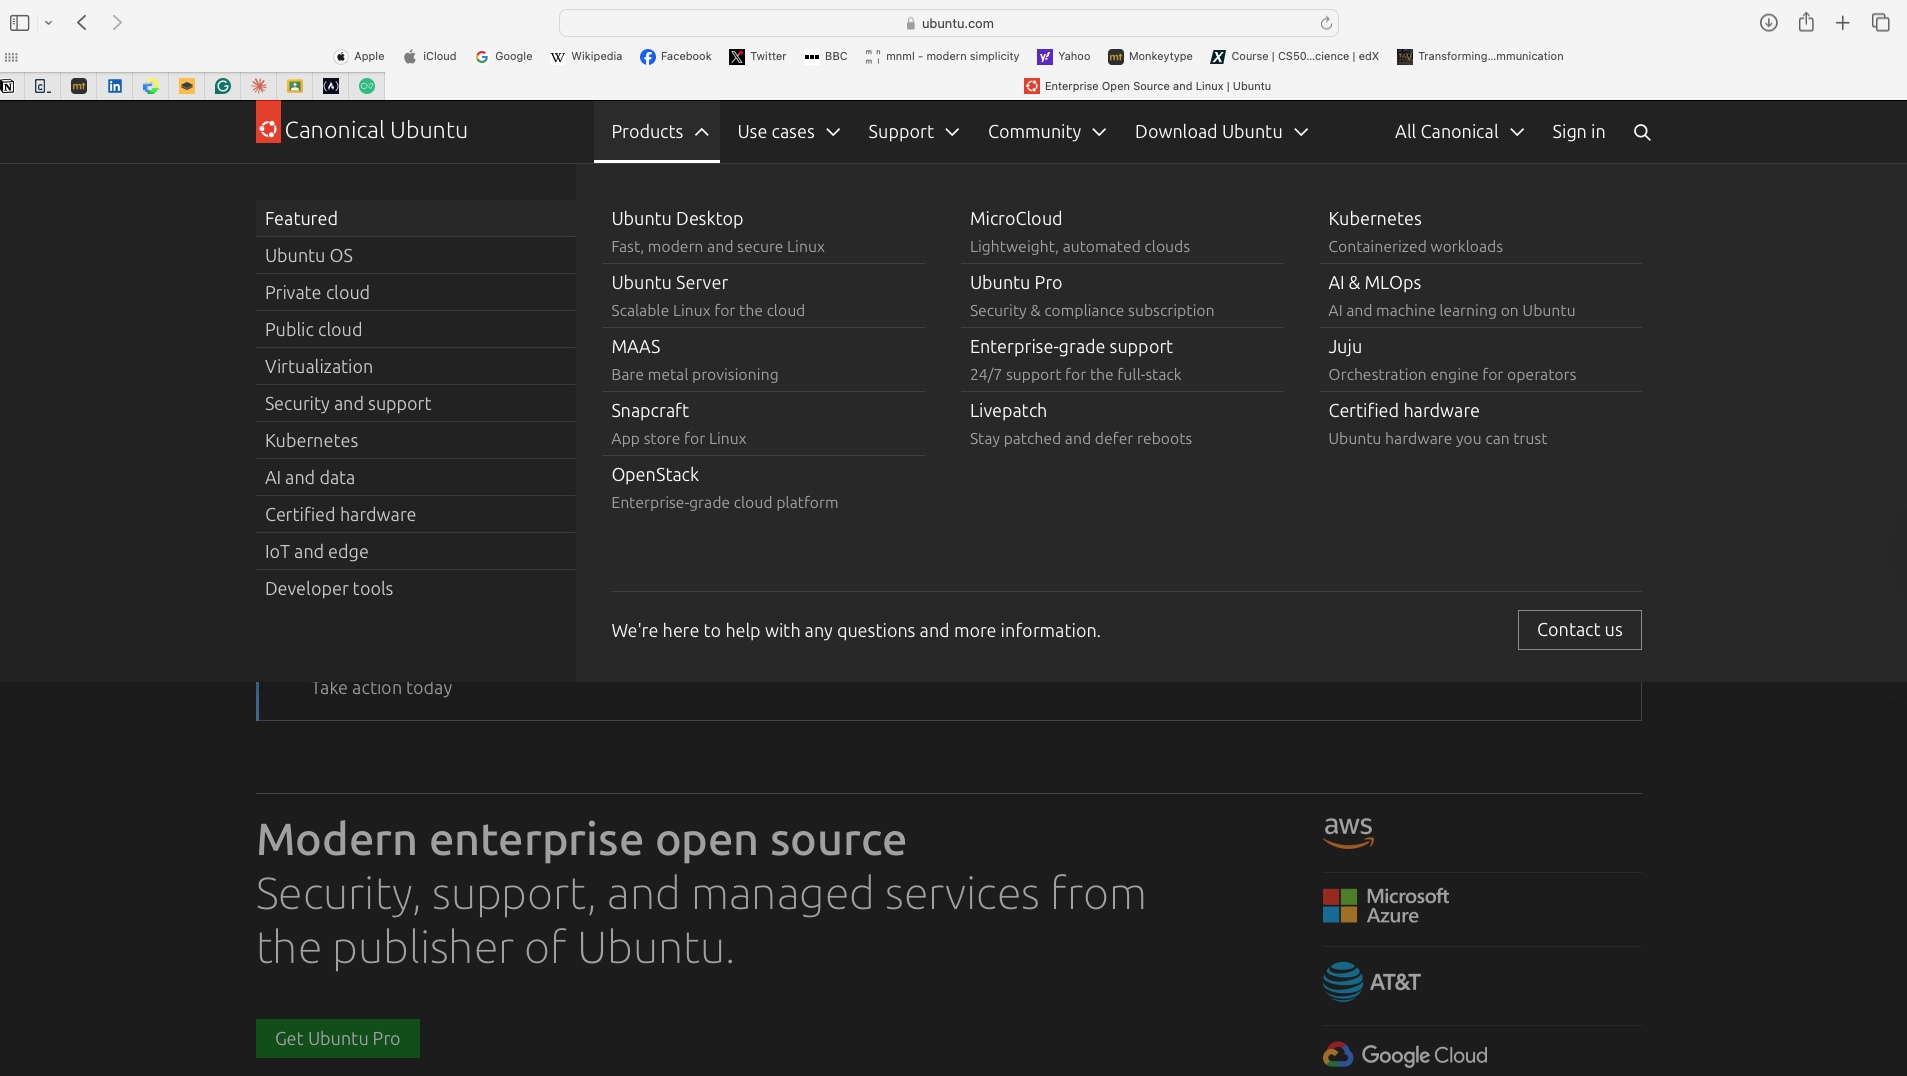 ubuntu.com
Apple
iCloud
Google
Wikipedia
Facebook
Twitter
BBC
mnml - modern simplicity
Yahoo
Monkeytype
Course | CS50...cience | edX
Transforming...mmunication
Enterprise Open Source and Linux | Ubuntu
Canonical Ubuntu
Products
Use cases
Support
Community
Download Ubuntu
All Canonical
Sign in
Featured
Ubuntu OS
Private cloud
Public cloud
Virtualization
Security and support
Kubernetes
AI and data
Certified hardware
IoT and edge
Developer tools
Ubuntu Desktop
Fast, modern and secure Linux
Ubuntu Server
Scalable Linux for the cloud
MAAS
Bare metal provisioning
Snapcraft
App store for Linux
OpenStack
Enterprise-grade cloud platform
MicroCloud
Lightweight, automated clouds
Ubuntu Pro
Security & compliance subscription
Enterprise-grade support
24/7 support for the full-stack
Livepatch
Stay patched and defer reboots
Kubernetes
Containerized workloads
AI & MLOps
AI and machine learning on Ubuntu
Juju
Orchestration engine for operators
Certified hardware
Ubuntu hardware you can trust
We're here to help with any questions and more information.
Contact us
Take action today
Modern enterprise open source
Security, support, and managed services from
the publisher of Ubuntu.
Get Ubuntu Pro
aws
Microsoft
Azure
AT&T
Google Cloud